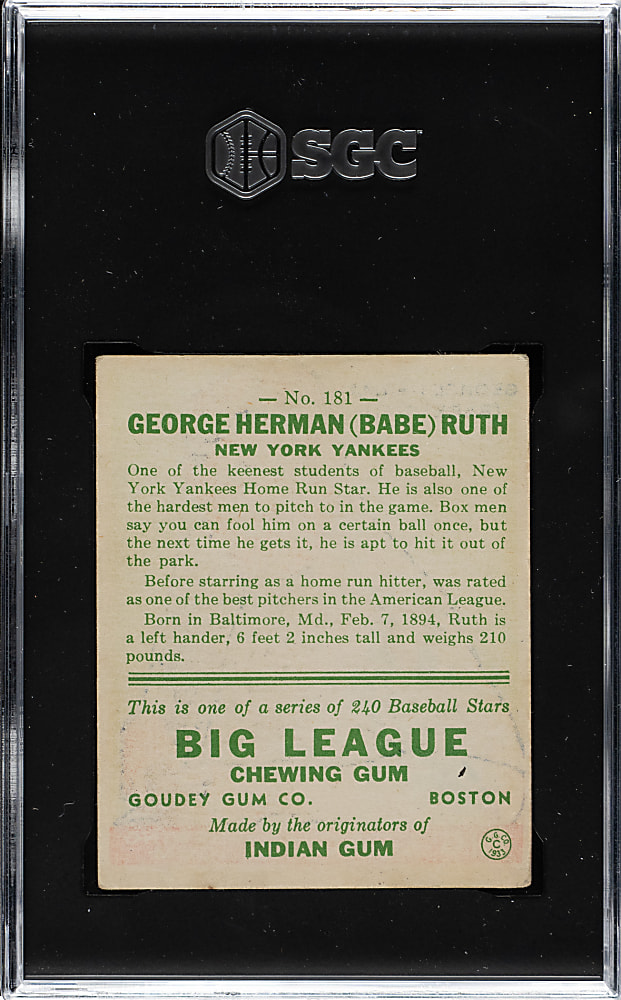 SGC
— No. 181 —
GEORGE HERMAN (BABE) RUTH
NEW YORK YANKEES
One of the keenest students of baseball, New
York Yankees Home Run Star. He is also one of
the hardest men to pitch to in the game. Box men
say you can fool him on a certain ball once, but
the next time he gets it, he is apt to hit it out of
the park.
Before starring as a home run hitter, was rated
as one of the best pitchers in the American League.
Born in Baltimore, Md., Feb. 7, 1894, Ruth is
a left hander, 6 feet 2 inches tall and weighs 210
pounds.
This is one of a series of 240 Baseball Stars
BIG LEAGUE
CHEWING GUM
GOUDEY GUM CO. BOSTON
Made by the originators of
INDIAN GUM
G.G.CO.
C
1933